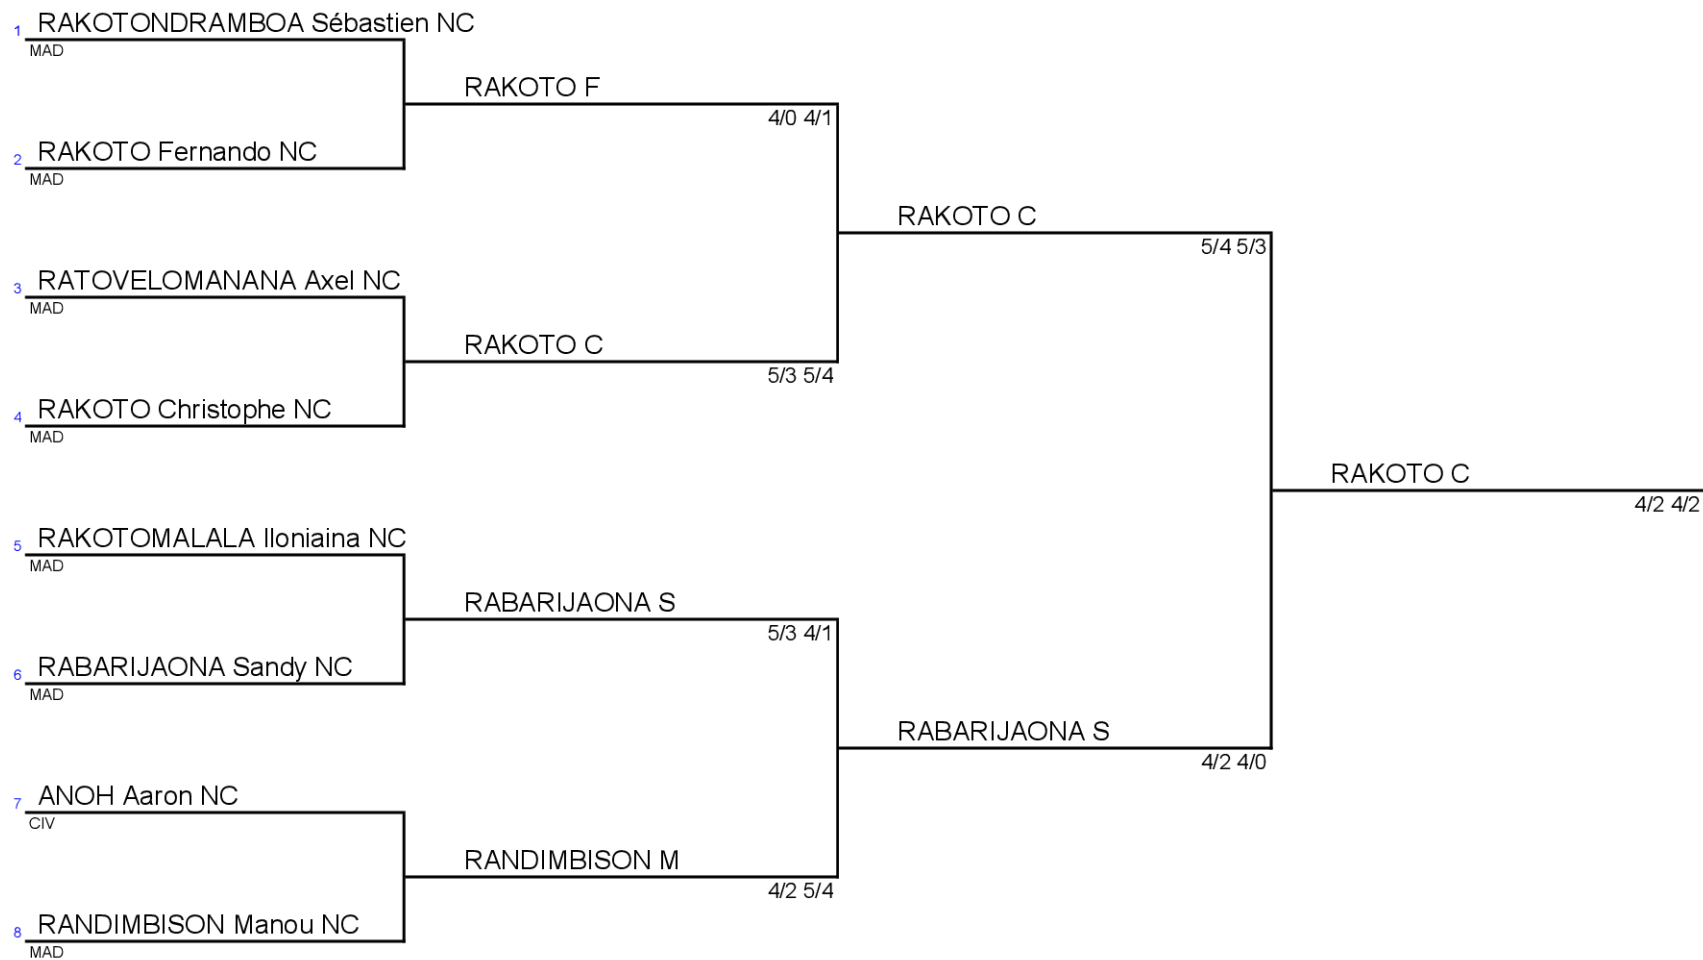 1 RAKOTONDRAMBOA Sébastien NC
MAD
RAKOTO F
4/0 4/1
2 RAKOTO Fernando NC
MAD
RAKOTO C
5/4 5/3
3 RATOVELOMANANA Axel NC
MAD
RAKOTO C
5/3 5/4
4 RAKOTO Christophe NC
MAD
RAKOTO C
4/2 4/2
5 RAKOTOMALALA Iloniaina NC
MAD
RABARIJAONA S
5/3 4/1
6 RABARIJAONA Sandy NC
MAD
RABARIJAONA S
4/2 4/0
7 ANOH Aaron NC
CIV
RANDIMBISON M
4/2 5/4
8 RANDIMBISON Manou NC
MAD